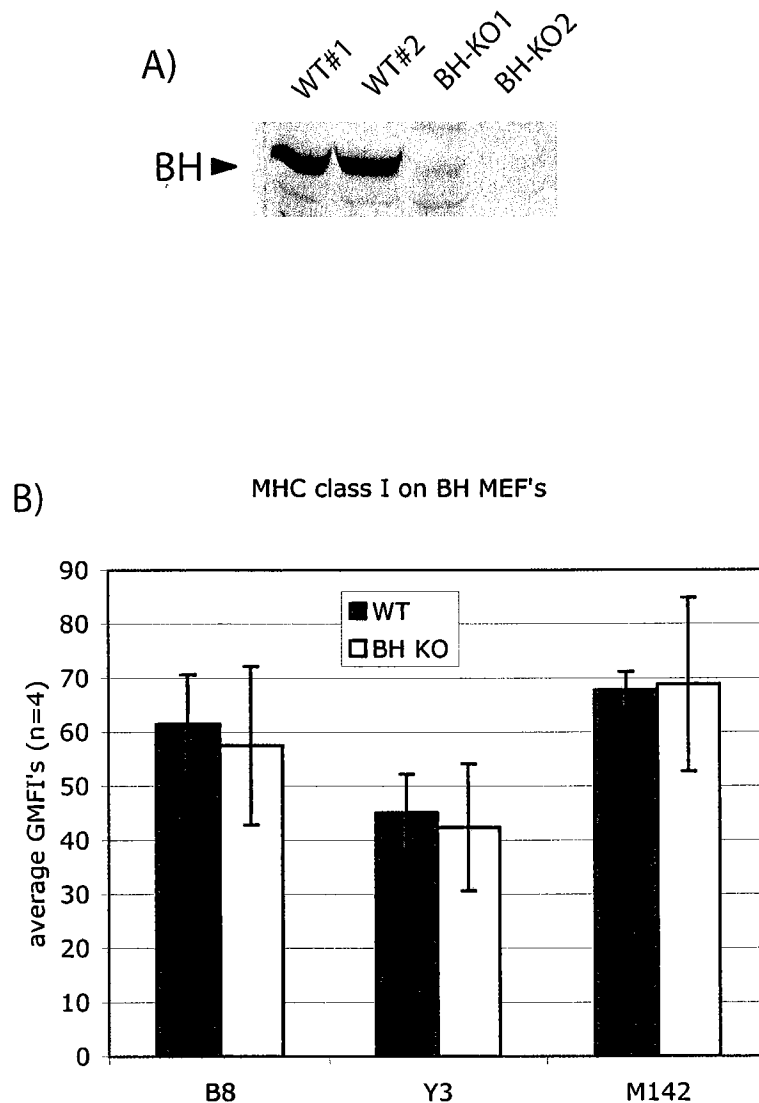 A)
WT#1 WT#2 BH-KO1 BH-KO2
BH
B)
MHC class I on BH MEF's
average GMFI's (n=4)
90
80
70
60
50
40
30
20
10
0
WT
BH KO
B8 Y3 M142